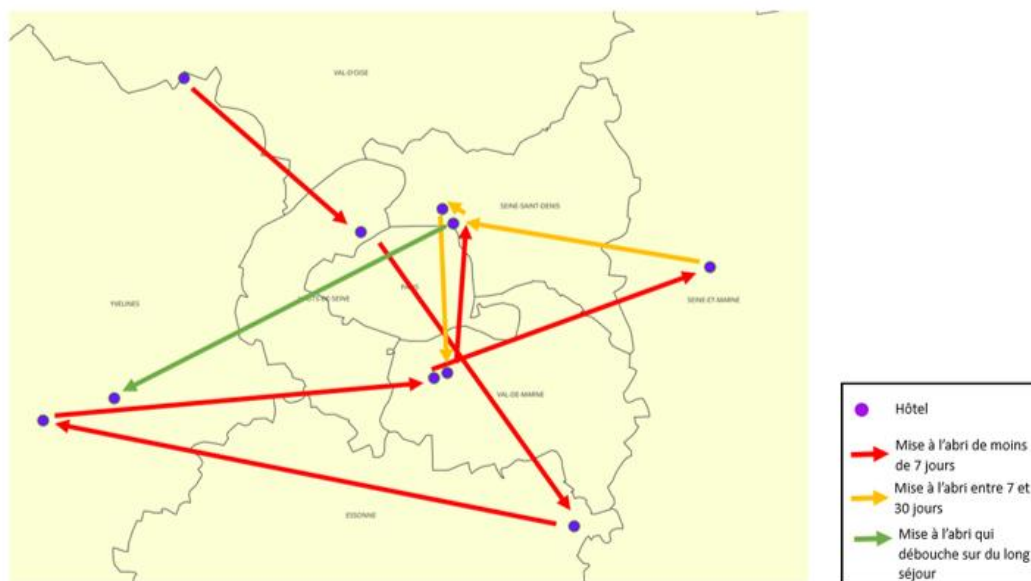 VAL-D'OISE
SEINE-SAINT-DENIS
YVELINES
HAUTS-DE-SEINE
PARIS
SEINE-ET-MARNE
VAL-DE-MARNE
ESSONNE
Hôtel
Mise à l'abri de moins
de 7 jours
Mise à l'abri entre 7 et
30 jours
Mise à l'abri qui
débouche sur du long
séjour